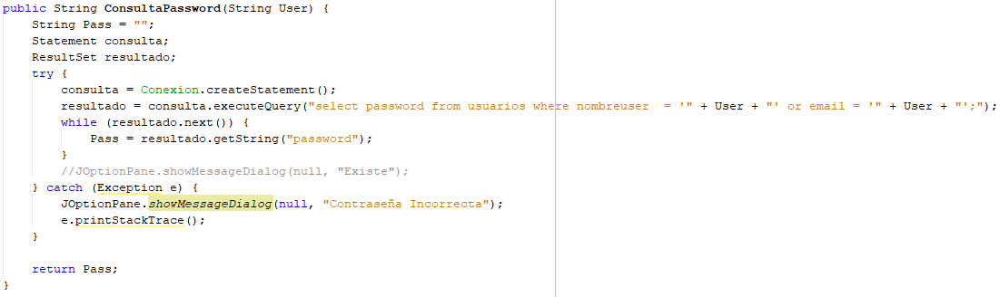 public String ConsultaPassword(String User) {
String Pass = "";
Statement consulta;
ResultSet resultado;
try {
consulta = Conexion.createStatement();
resultado = consulta.executeQuery("select password from usuarios where nombreuser  = '" + User + "' or email = '" + User + "';");
while (resultado.next()) {
Pass = resultado.getString("password");
}
//JOptionPane.showMessageDialog(null, "Existe");
} catch (Exception e) {
JOptionPane.showMessageDialog(null, "Contraseña Incorrecta");
e.printStackTrace();
}
return Pass;
}